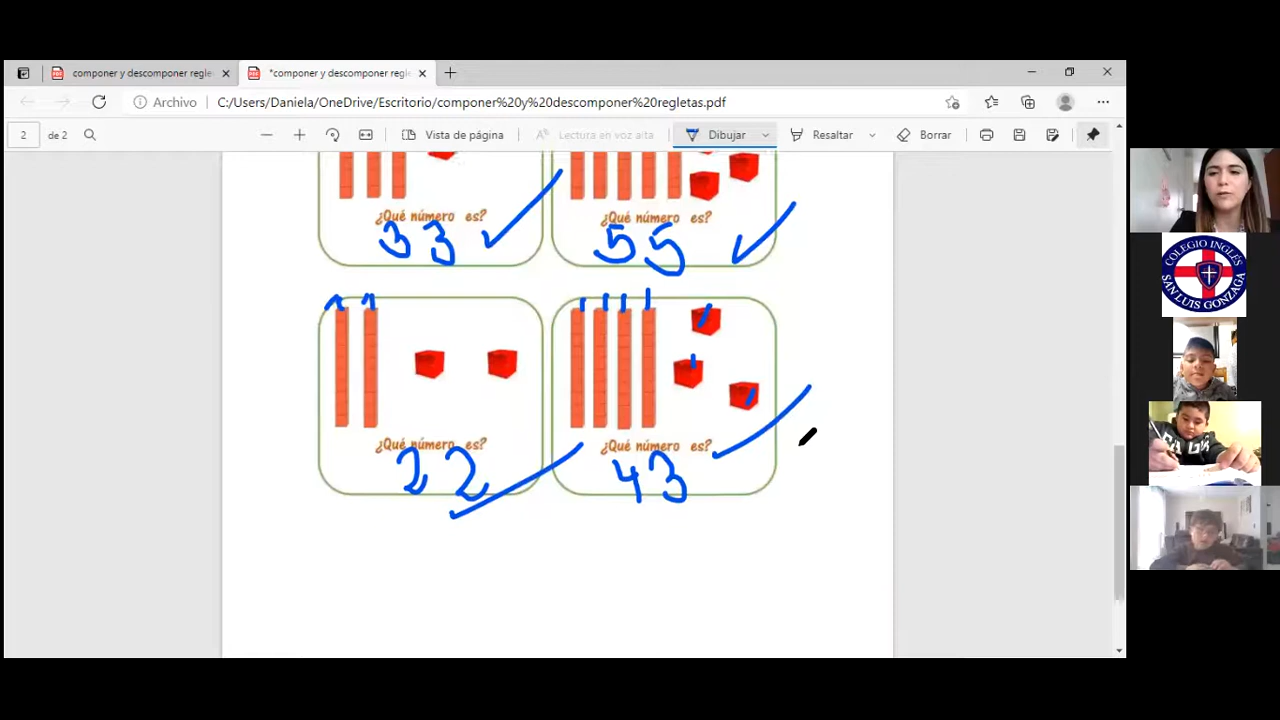 componer y descomponer regle
*componer y descomponer regle
Archivo
C:/Users/Daniela/OneDrive/Escritorio/componer%20y%20descomponer%20regletas.pdf
2
de 2
Vista de página
Lectura en voz alta
Dibujar
Resaltar
Borrar
¿Qué número es?
33
¿Qué número es?
55
¿Qué número es?
22
¿Qué número es?
43
COLEGIO INGLÉS
SAN LUIS GONZAGA